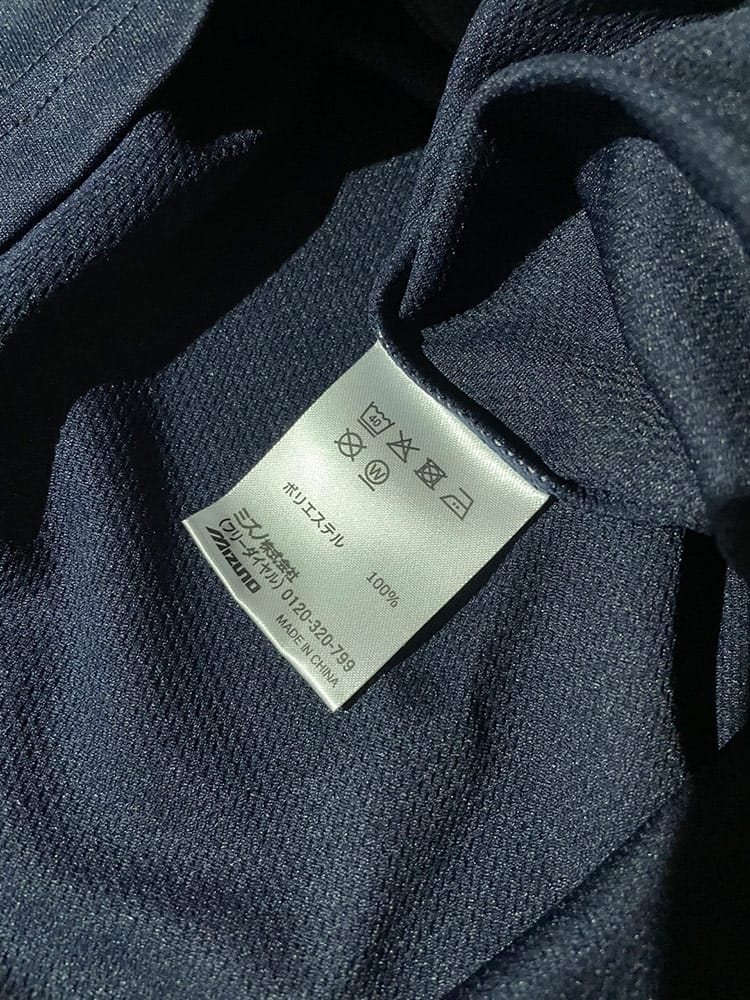 40
W
ポリエステル 100%
ミズノ株式会社
(フリーダイヤル) 0120-320-799
MIZUNO
MADE IN CHINA